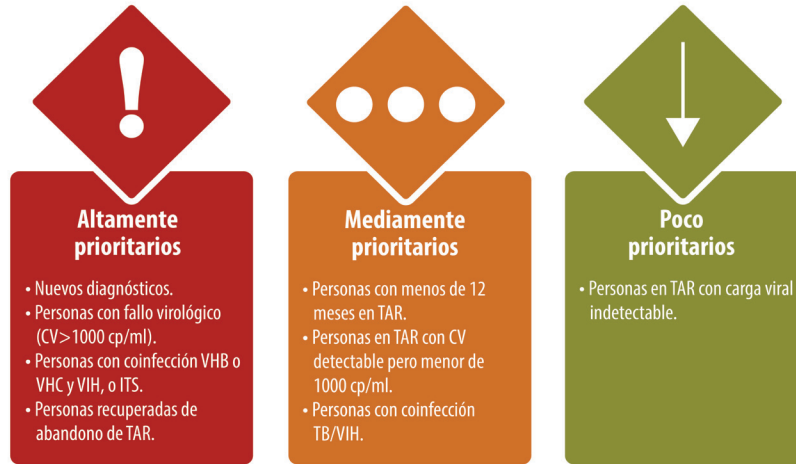 Altamente
prioritarios
• Nuevos diagnósticos.
• Personas con fallo virológico
(CV>1000 cp/ml).
• Personas con coinfección VHB o
VHC y VIH, o ITS.
• Personas recuperadas de
abandono de TAR.
Mediamente
prioritarios
• Personas con menos de 12
meses en TAR.
• Personas en TAR con CV
detectable pero menor de
1000 cp/ml.
• Personas con coinfección
TB/VIH.
Poco
prioritarios
• Personas en TAR con carga viral
indetectable.